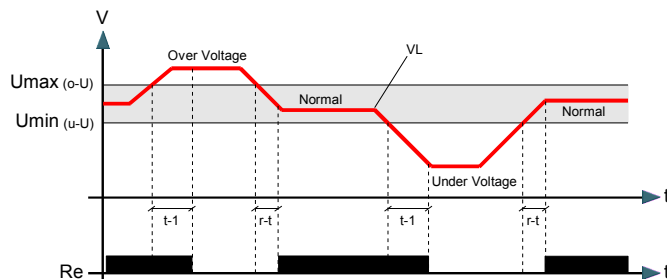 V
Over Voltage
VL
Umax (o-U)
Normal
Normal
Umin (u-U)
Under Voltage
t
t-1
r-t
t-1
r-t
Re
t